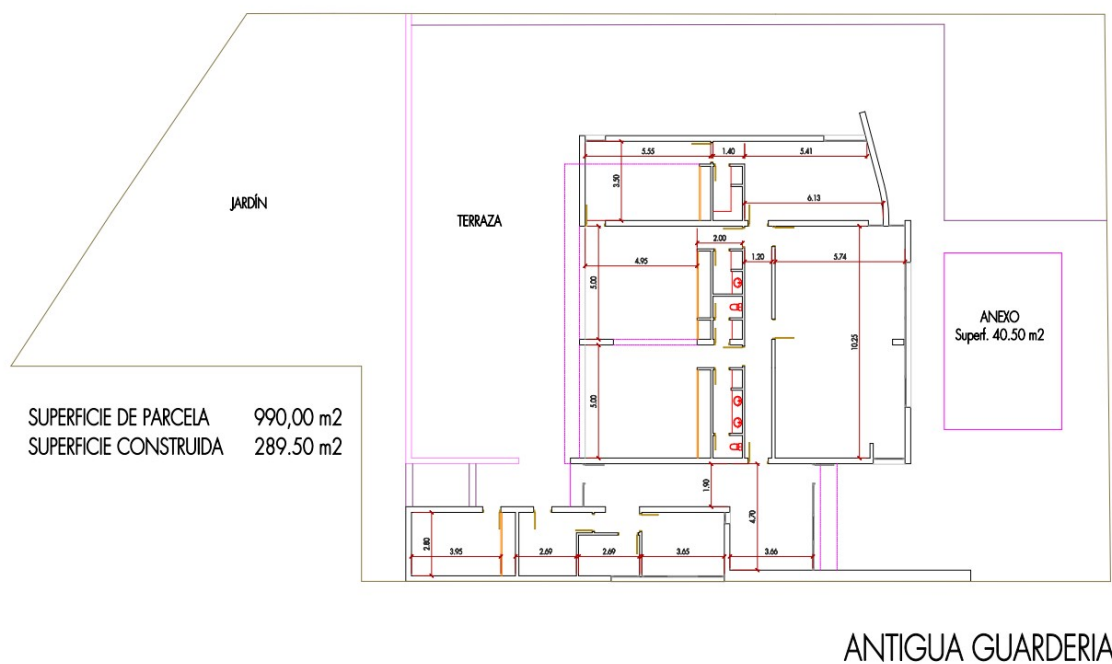 5.55
1.40
5.41
3.50
6.13
JARDÍN
TERRAZA
2.00
4.95
1.20
5.74
5.00
10.25
ANEXO
Superf. 40.50 m2
5.00
SUPERFICIE DE PARCELA 990,00 m2
SUPERFICIE CONSTRUIDA 289.50 m2
1.90
4.70
2.80
3.95
2.69
2.69
3.65
3.66
ANTIGUA GUARDERIA